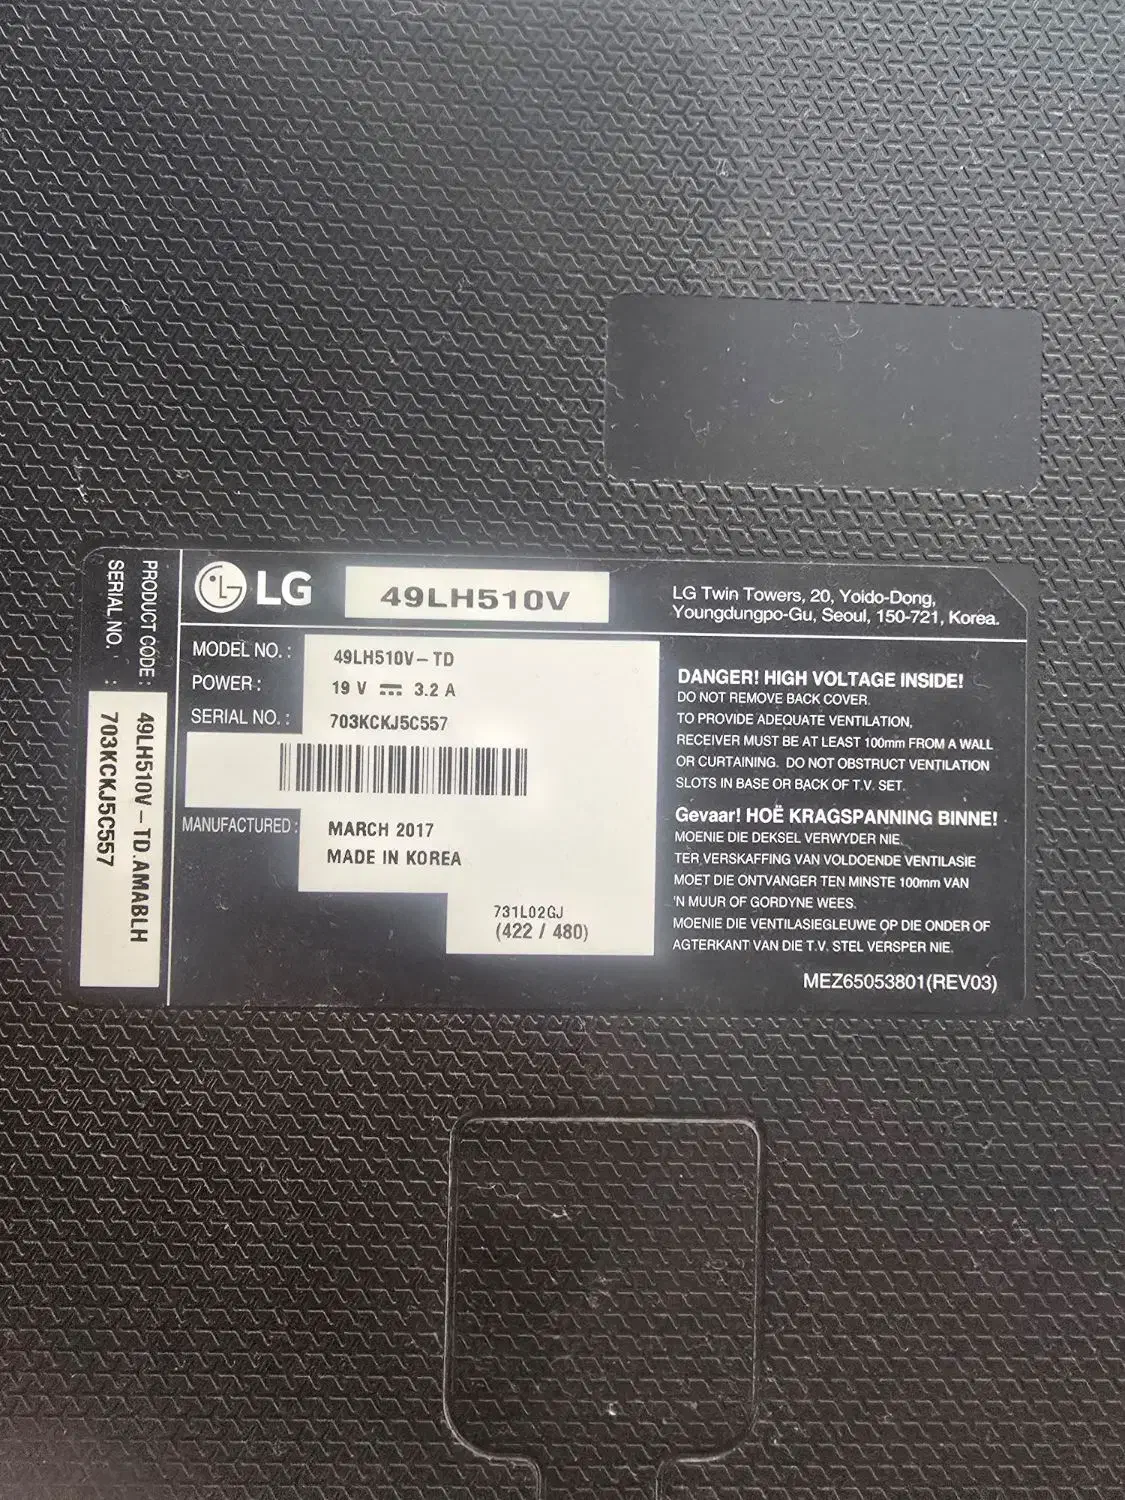 LG
49LH510V
LG Twin Towers, 20, Yoido-Dong,
Youngdungpo-Gu, Seoul, 150-721, Korea.
PRODUCT CODE : 49LH510V-TD.AMABLH
SERIAL NO. : 703KCKJ5C557
MODEL NO. : 49LH510V-TD
POWER : 19 V ⎓ 3.2 A
SERIAL NO. : 703KCKJ5C557
MANUFACTURED : MARCH 2017
MADE IN KOREA
731L02GJ
(422 / 480)
DANGER! HIGH VOLTAGE INSIDE!
DO NOT REMOVE BACK COVER.
TO PROVIDE ADEQUATE VENTILATION,
RECEIVER MUST BE AT LEAST 100mm FROM A WALL
OR CURTAINING. DO NOT OBSTRUCT VENTILATION
SLOTS IN BASE OR BACK OF T.V. SET.
Gevaar! HOË KRAGSPANNING BINNE!
MOENIE DIE DEKSEL VERWYDER NIE.
TER VERSKAFFING VAN VOLDOENDE VENTILASIE
MOET DIE ONTVANGER TEN MINSTE 100mm VAN
'N MUUR OF GORDYNE WEES.
MOENIE DIE VENTILASIEGLEUWE OP DIE ONDER OF
AGTERKANT VAN DIE T.V. STEL VERSPER NIE.
MEZ65053801(REV03)